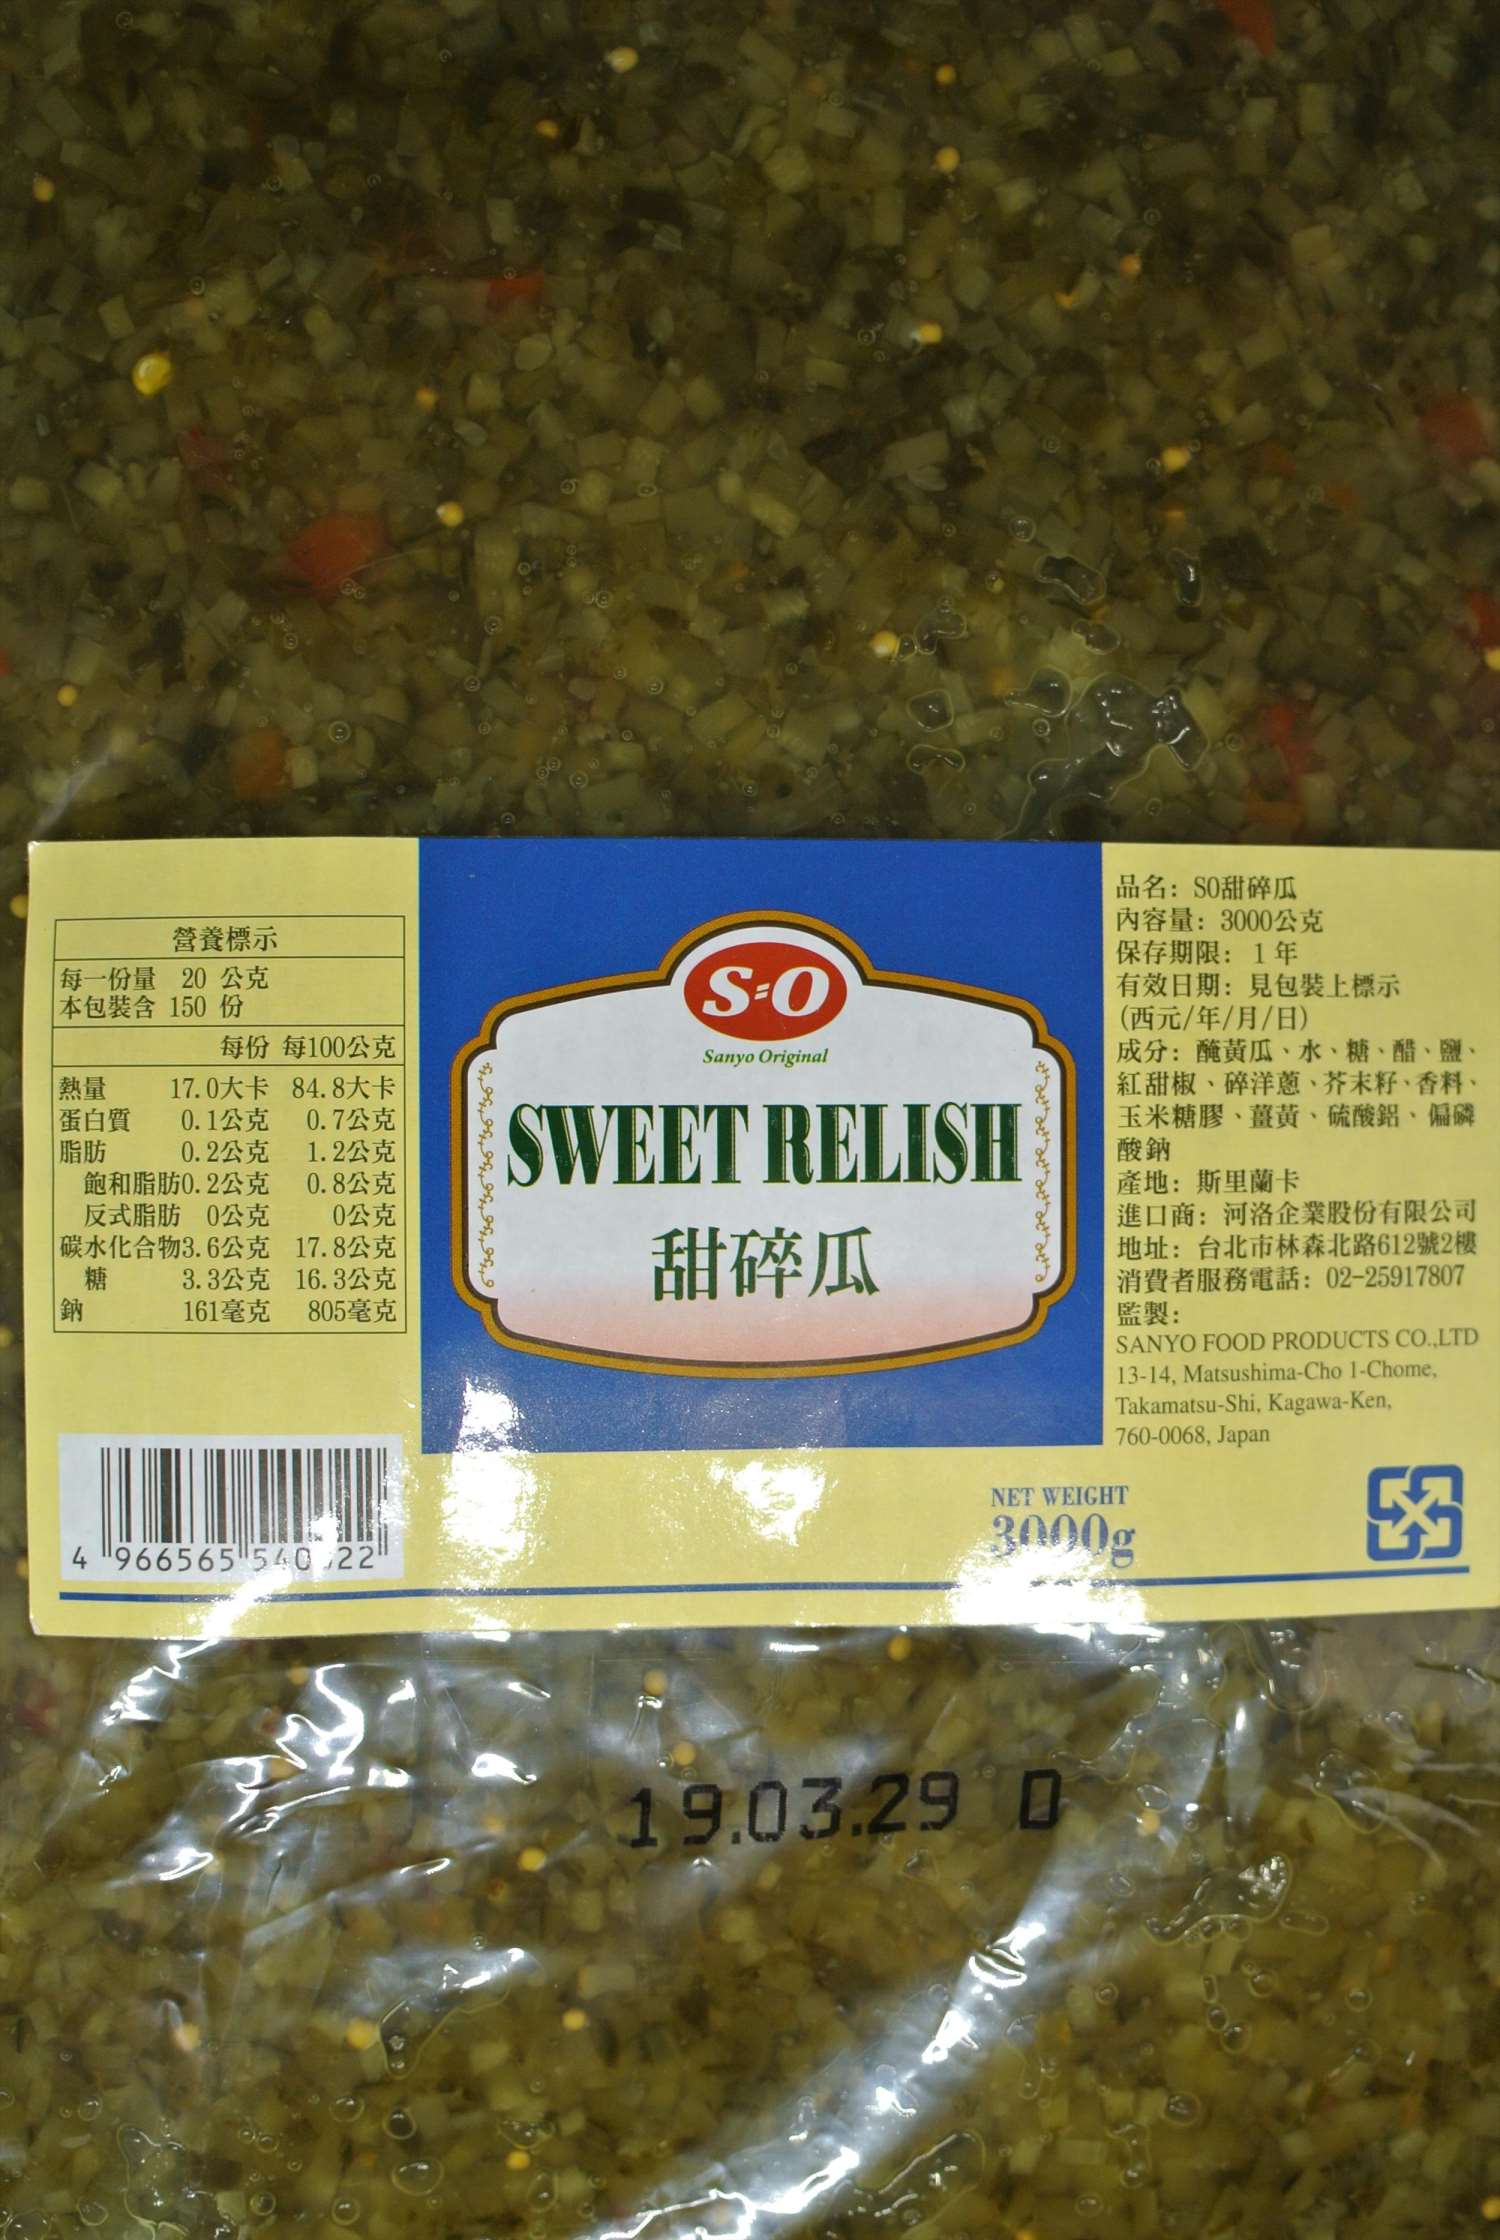 營養標示
每一份量 20 公克
本包裝含 150 份
每份 每100公克
熱量 17.0大卡 84.8大卡
蛋白質 0.1公克 0.7公克
脂肪 0.2公克 1.2公克
飽和脂肪0.2公克 0.8公克
反式脂肪 0公克 0公克
碳水化合物3.6公克 17.8公克
糖 3.3公克 16.3公克
鈉 161毫克 805毫克
4 966565 540 22
S=O
Sanyo Original
SWEET RELISH
甜碎瓜
品名: SO甜碎瓜
內容量: 3000公克
保存期限: 1年
有效日期: 見包裝上標示
(西元/年/月/日)
成分: 醃黃瓜、水、糖、醋、鹽、
紅甜椒、碎洋蔥、芥末籽、香料、
玉米糖膠、薑黃、硫酸鋁、偏磷
酸鈉
產地: 斯里蘭卡
進口商: 河洛企業股份有限公司
地址: 台北市林森北路612號2樓
消費者服務電話: 02-25917807
監製:
SANYO FOOD PRODUCTS CO.,LTD
13-14, Matsushima-Cho 1-Chome,
Takamatsu-Shi, Kagawa-Ken,
760-0068, Japan
NET WEIGHT
3000g
19.03.29 D